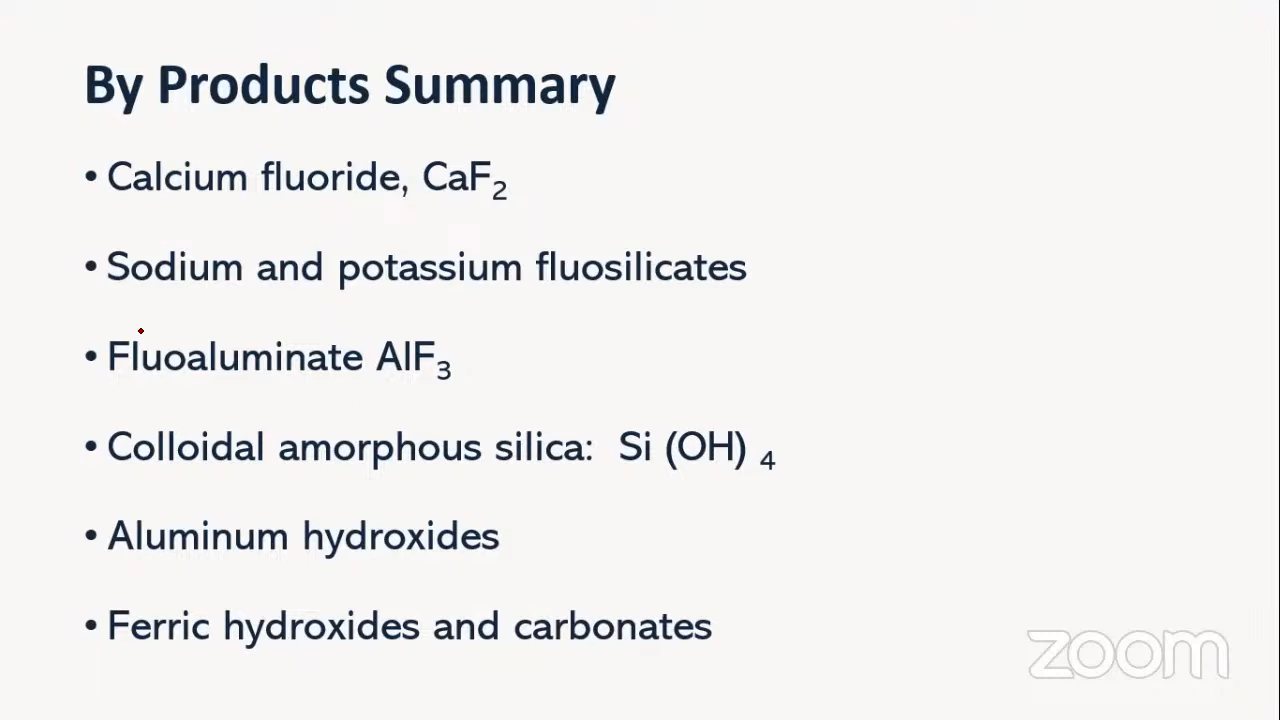 By Products Summary
• Calcium fluoride, CaF₂
• Sodium and potassium fluosilicates
• Fluoaluminate AlF₃
• Colloidal amorphous silica: Si (OH) ₄
• Aluminum hydroxides
• Ferric hydroxides and carbonates
zoom